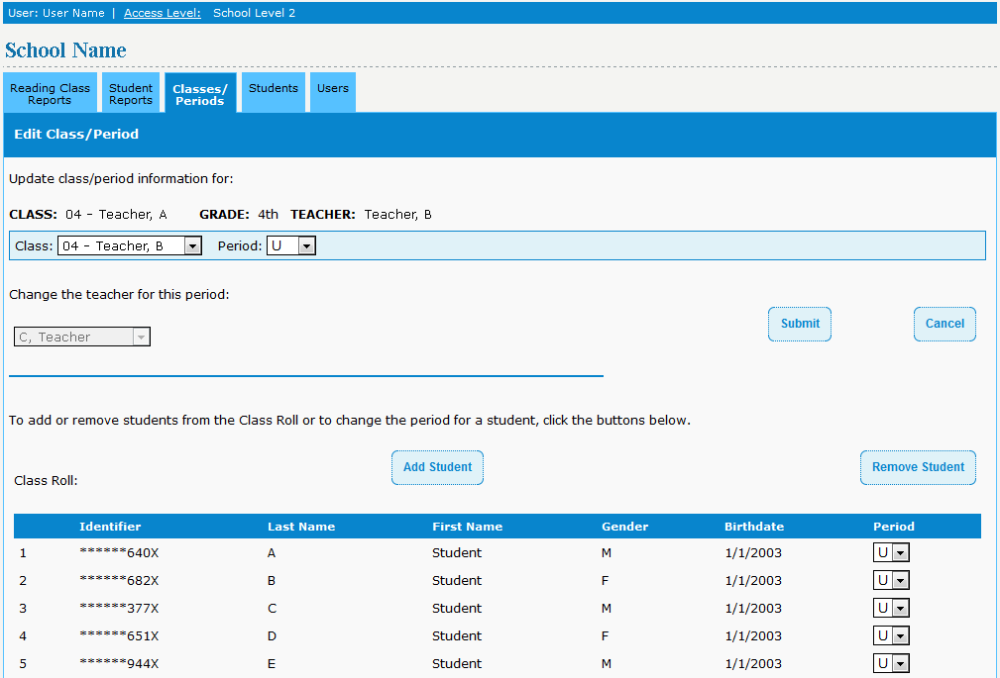 User: User Name | Access Level: School Level 2
School Name
Reading Class Reports
Student Reports
Classes/ Periods
Students
Users
Edit Class/Period
Update class/period information for:
CLASS: 04 - Teacher, A GRADE: 4th TEACHER: Teacher, B
Class: 04 - Teacher, B Period: U
Change the teacher for this period:
C, Teacher
Submit
Cancel
To add or remove students from the Class Roll or to change the period for a student, click the buttons below.
Class Roll:
Add Student
Remove Student
Identifier Last Name First Name Gender Birthdate Period
1 ******640X A Student M 1/1/2003 U
2 ******682X B Student F 1/1/2003 U
3 ******377X C Student M 1/1/2003 U
4 ******651X D Student F 1/1/2003 U
5 ******944X E Student M 1/1/2003 U